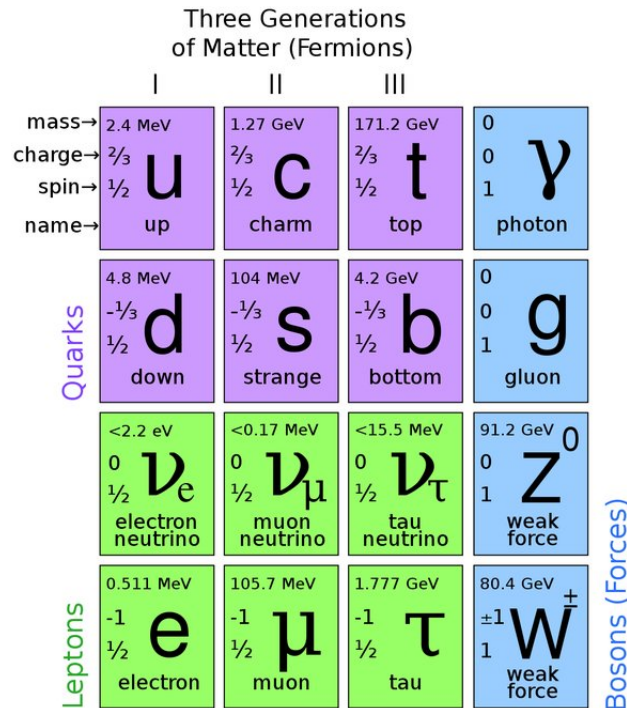 Three Generations
of Matter (Fermions)
I II III
mass→
charge→
spin→
name→
2.4 MeV
⅔
½
u
up
1.27 GeV
⅔
½
c
charm
171.2 GeV
⅔
½
t
top
0
0
1
γ
photon
Quarks
4.8 MeV
-⅓
½
d
down
104 MeV
-⅓
½
s
strange
4.2 GeV
-⅓
½
b
bottom
0
0
1
g
gluon
<2.2 eV
0
½
νe
electron
neutrino
<0.17 MeV
0
½
νμ
muon
neutrino
<15.5 MeV
0
½
ντ
tau
neutrino
91.2 GeV
0
1
Z0
weak
force
Leptons
0.511 MeV
-1
½
e
electron
105.7 MeV
-1
½
μ
muon
1.777 GeV
-1
½
τ
tau
80.4 GeV
±1
1
W±
weak
force
Bosons (Forces)